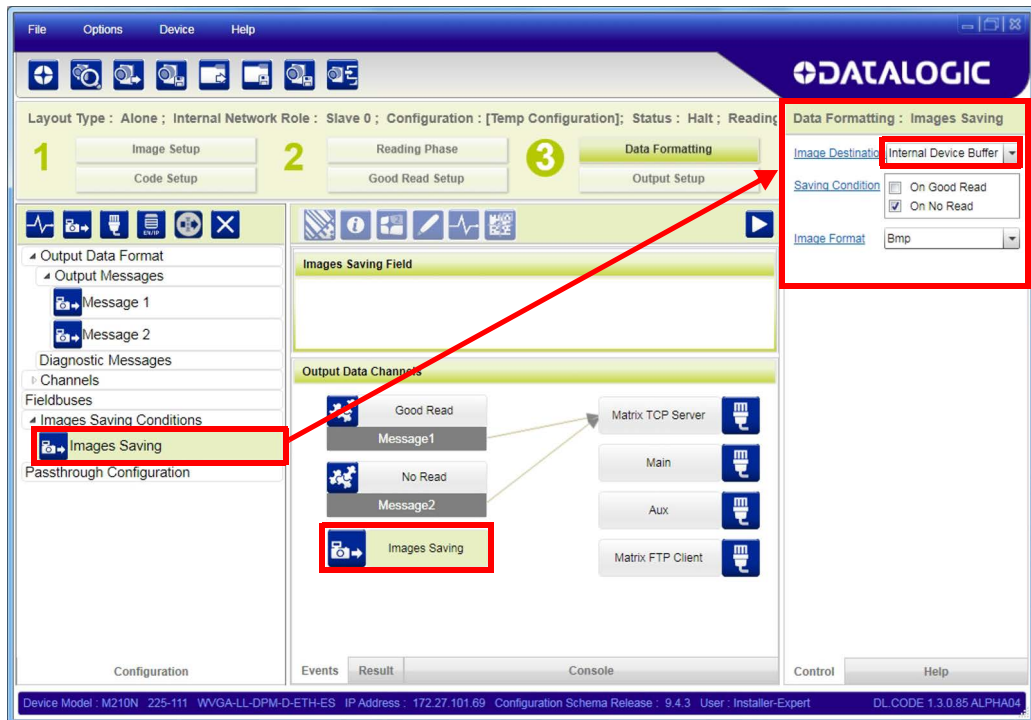 File Options Device Help
DATALOGIC
Layout Type : Alone ; Internal Network Role : Slave 0 ; Configuration : [Temp Configuration]; Status : Halt ; Reading
1
Image Setup
Code Setup
2
Reading Phase
Good Read Setup
3
Data Formatting
Output Setup
EN/IP
Output Data Format
Output Messages
Message 1
Message 2
Diagnostic Messages
Channels
Fieldbuses
Images Saving Conditions
Images Saving
Passthrough Configuration
Configuration
Images Saving Field
Output Data Channels
Good Read
Message1
No Read
Message2
Images Saving
Matrix TCP Server
Main
Aux
Matrix FTP Client
Events Result Console
Data Formatting : Images Saving
Image Destinatio Internal Device Buffer
Saving Condition
On Good Read
On No Read
Image Format Bmp
Control Help
Device Model : M210N 225-111 WVGA-LL-DPM-D-ETH-ES IP Address : 172.27.101.69 Configuration Schema Release : 9.4.3 User : Installer-Expert DL.CODE 1.3.0.85 ALPHA04